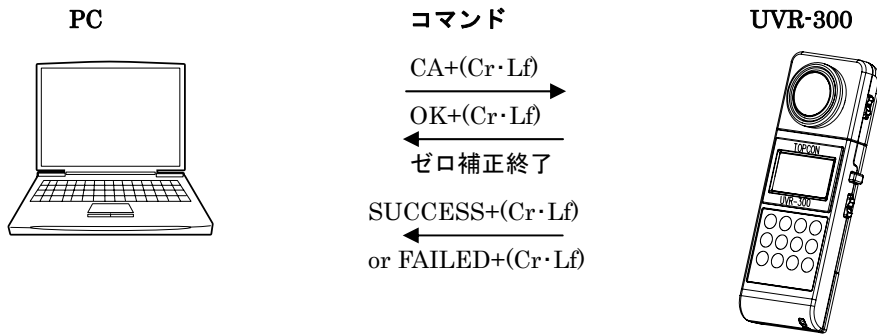 PC コマンド UVR-300
CA+(Cr･Lf)
OK+(Cr･Lf)
ゼロ補正終了
SUCCESS+(Cr･Lf)
or FAILED+(Cr･Lf)
TOPCON
UVR-300